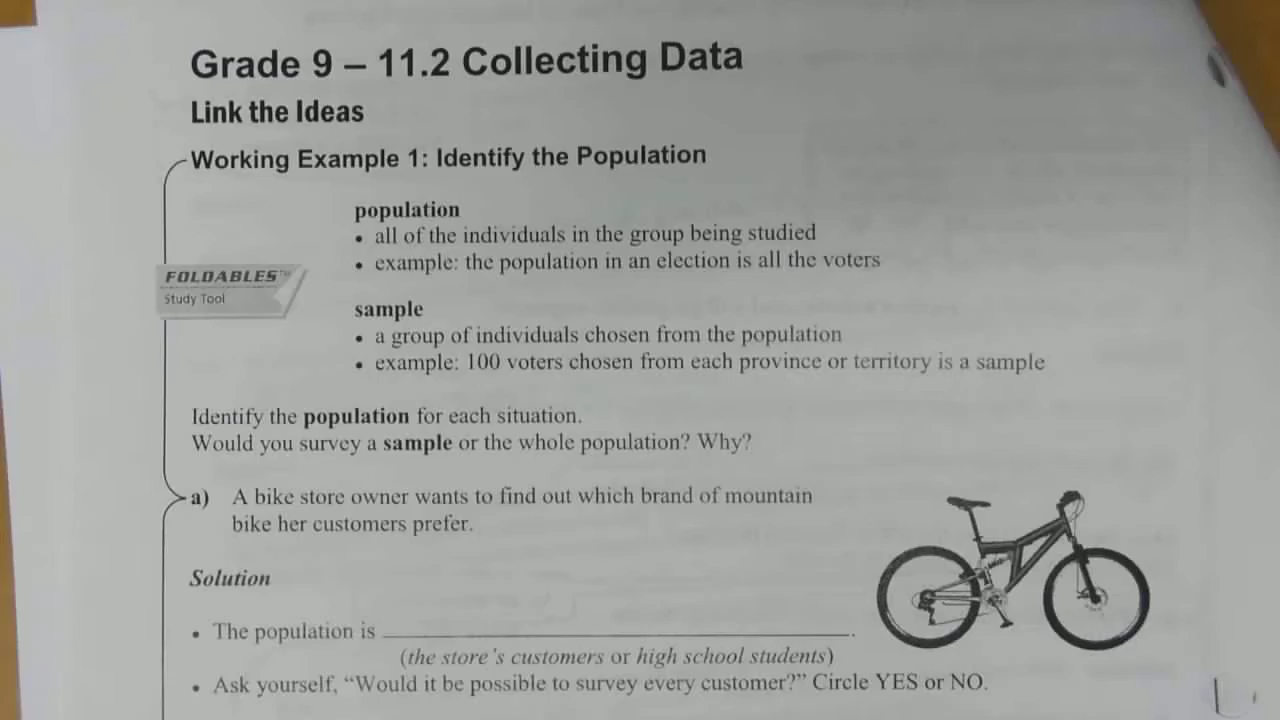 Grade 9 – 11.2 Collecting Data
Link the Ideas
Working Example 1: Identify the Population
population
• all of the individuals in the group being studied
• example: the population in an election is all the voters
FOLDABLES™
Study Tool
sample
• a group of individuals chosen from the population
• example: 100 voters chosen from each province or territory is a sample
Identify the population for each situation.
Would you survey a sample or the whole population? Why?
a) A bike store owner wants to find out which brand of mountain
bike her customers prefer.
Solution
• The population is ______________________________.
(the store's customers or high school students)
• Ask yourself, “Would it be possible to survey every customer?” Circle YES or NO.